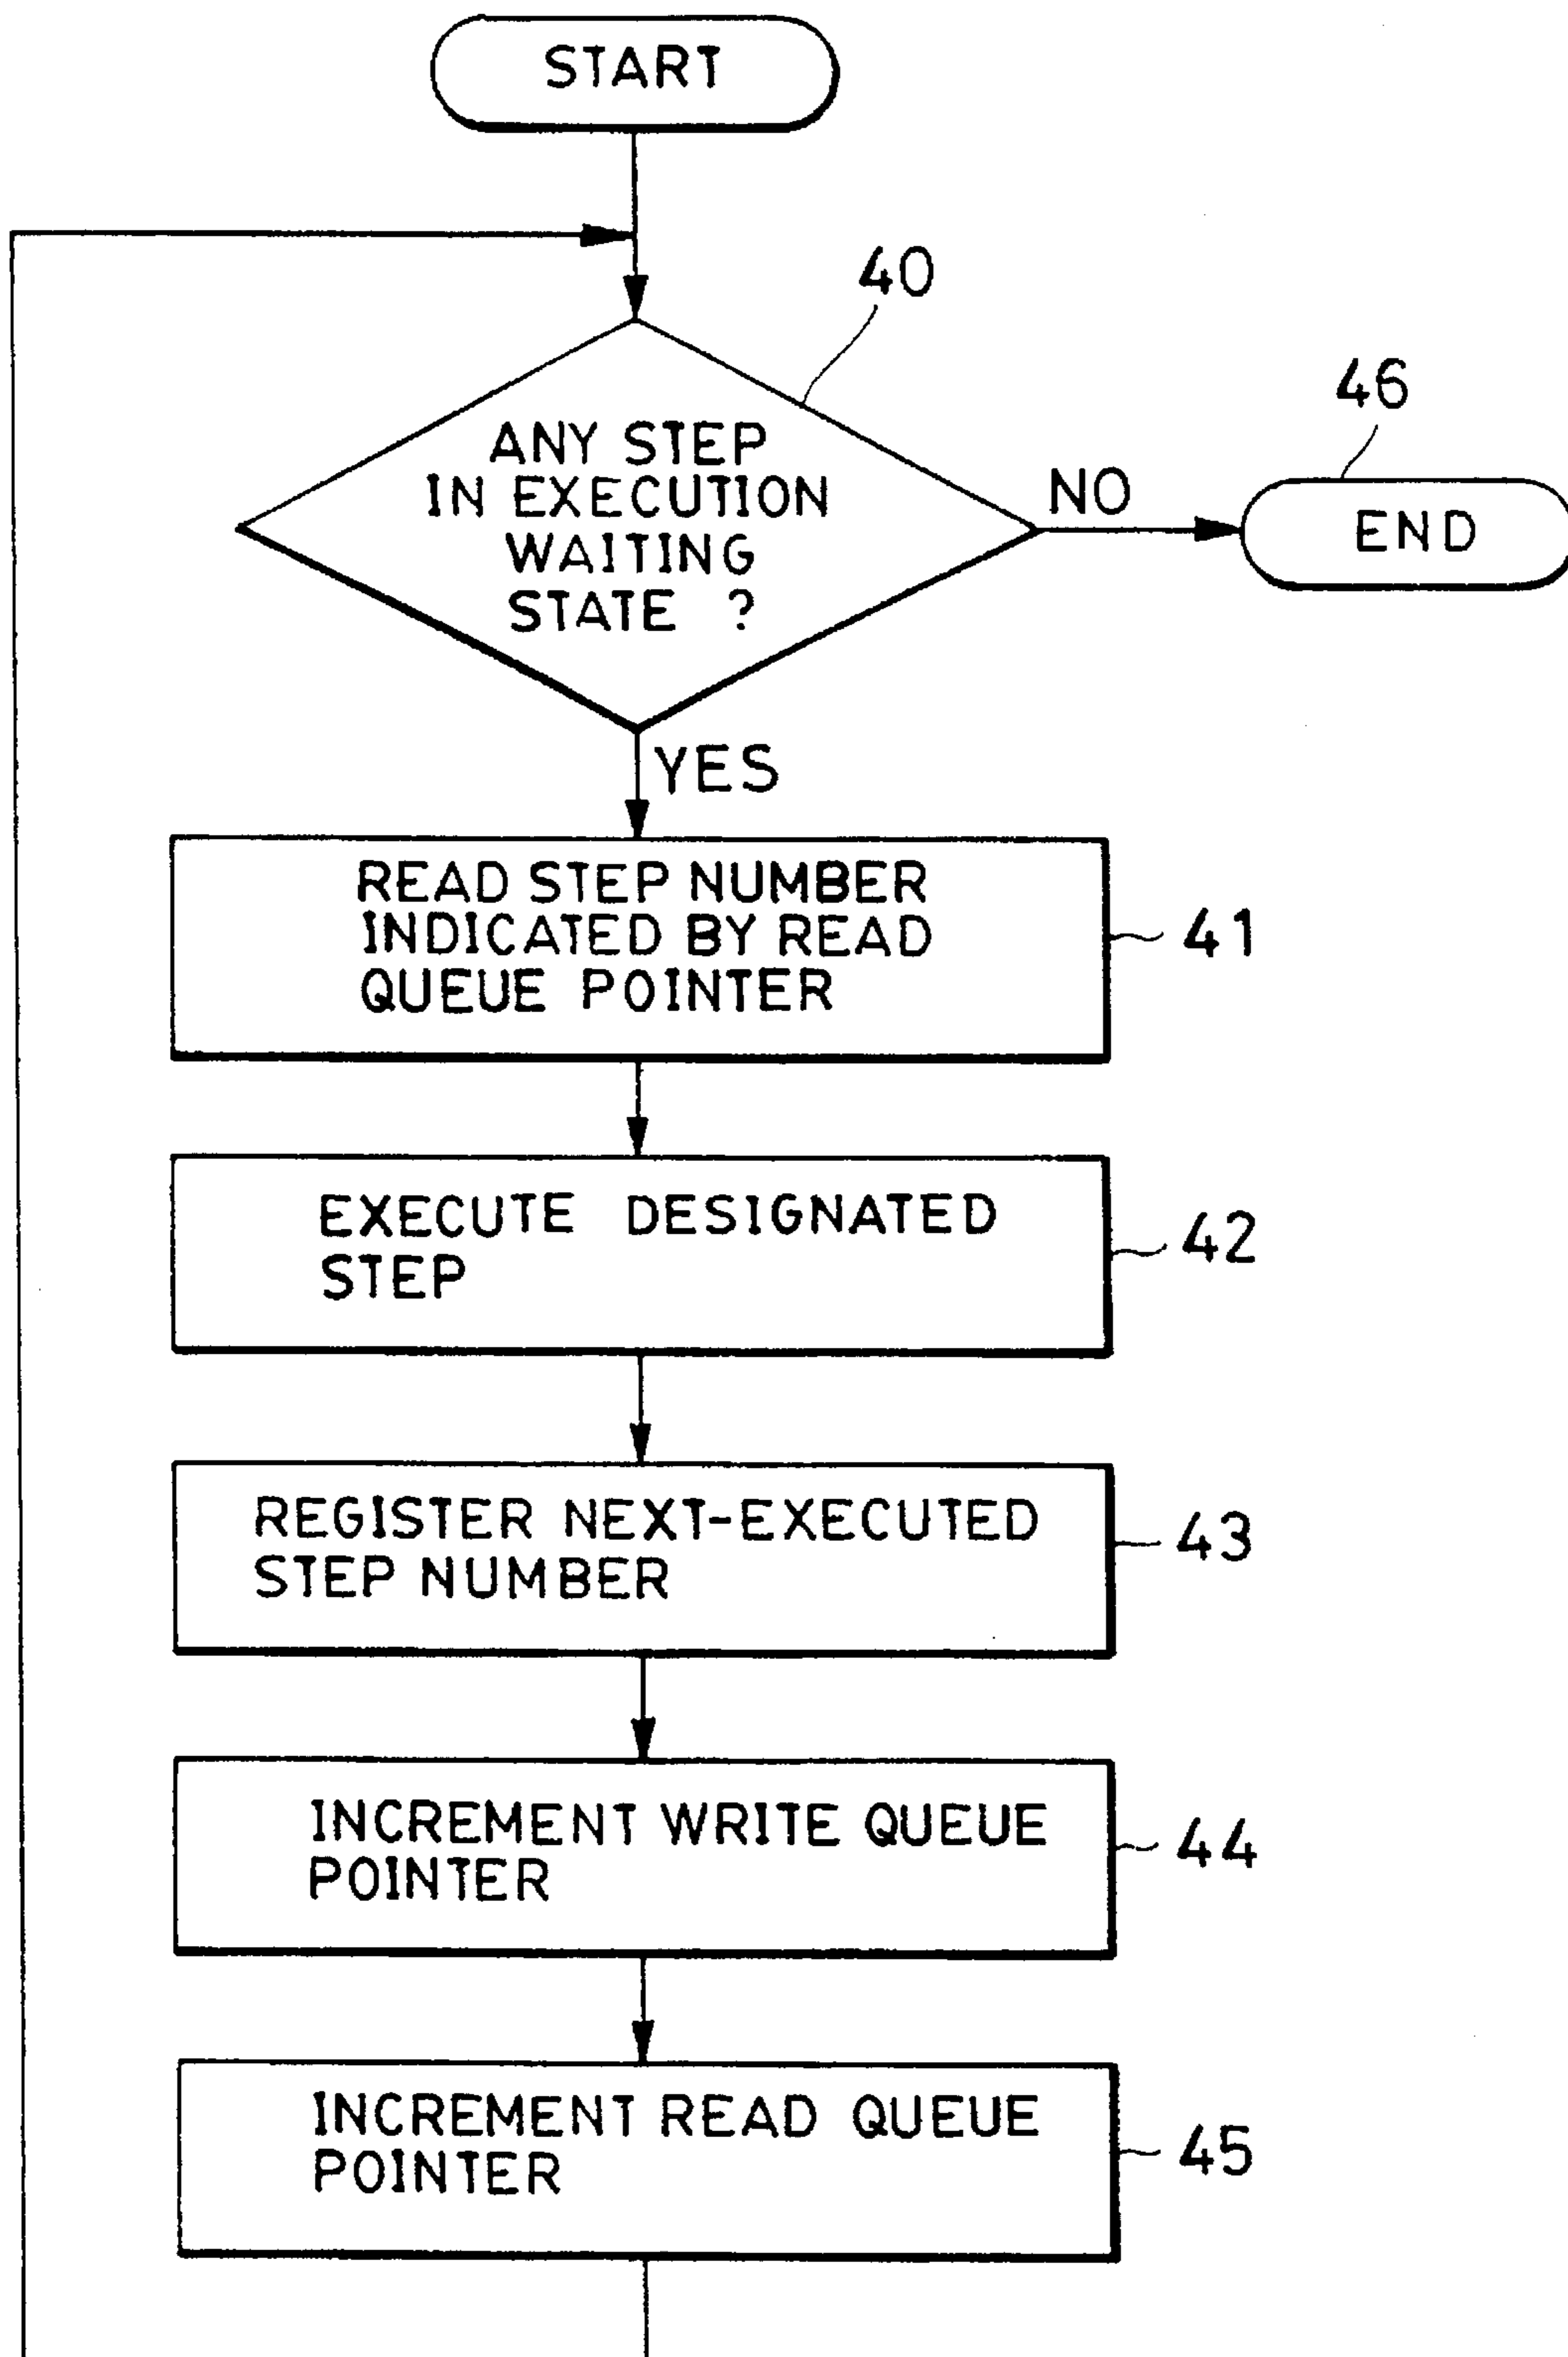 START
40
46
ANY STEP
IN EXECUTION
WAITING
STATE ?
NO
END
YES
READ STEP NUMBER
INDICATED BY READ
QUEUE POINTER
41
EXECUTE DESIGNATED
STEP
42
REGISTER NEXT-EXECUTED
STEP NUMBER
43
INCREMENT WRITE QUEUE
POINTER
44
INCREMENT READ QUEUE
POINTER
45